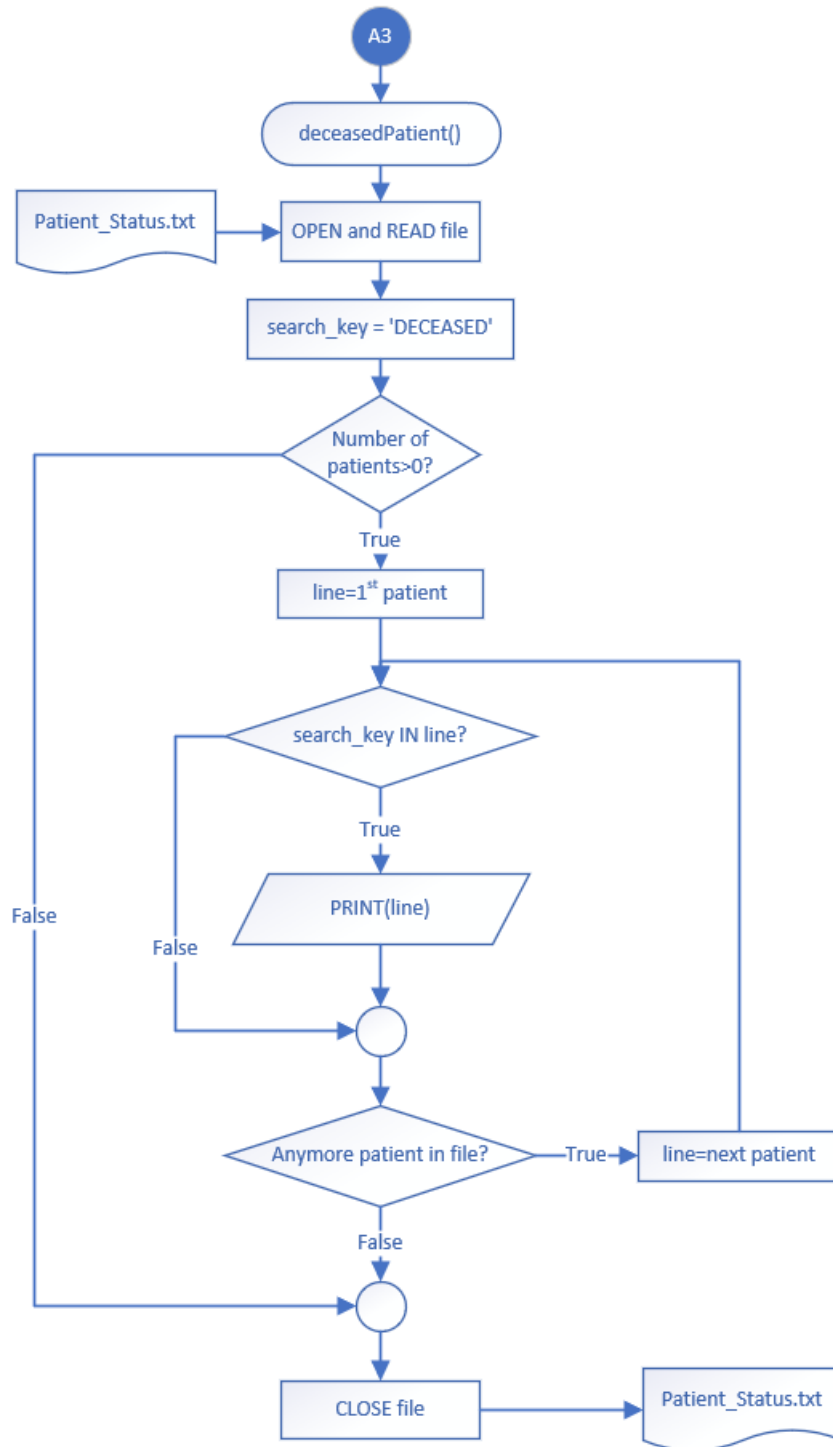 A3
deceasedPatient()
Patient_Status.txt
OPEN and READ file
search_key = 'DECEASED'
Number of
patients>0?
True
line=1st patient
search_key IN line?
True
PRINT(line)
False
False
Anymore patient in file?
True
line=next patient
False
CLOSE file
Patient_Status.txt